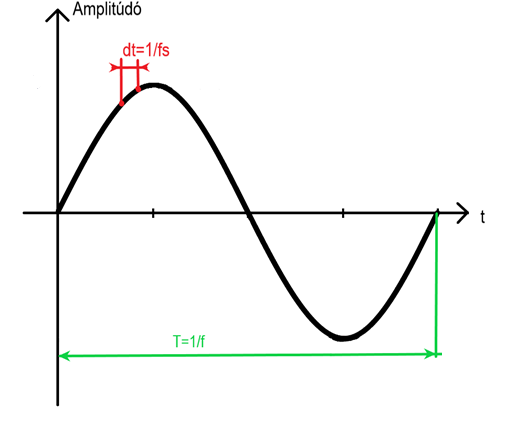 Amplitúdó
dt=1/fs
t
T=1/f